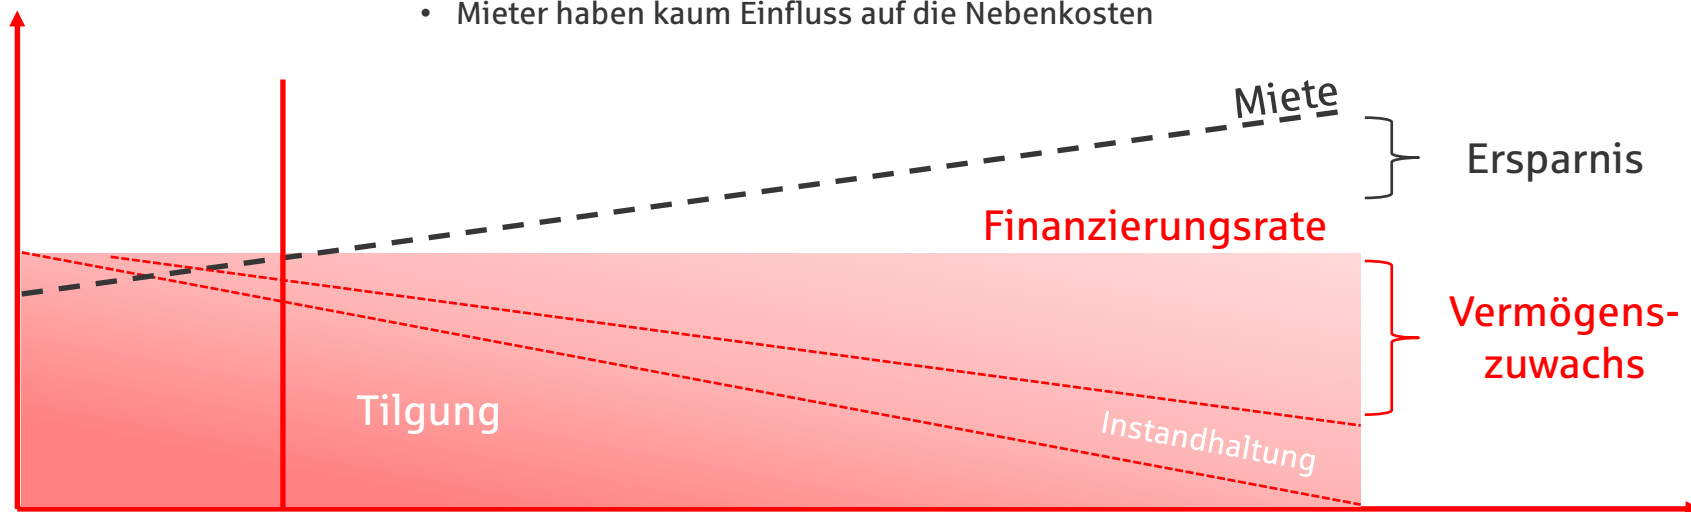 • Mieter haben kaum Einfluss auf die Nebenkosten
Miete
Ersparnis
Finanzierungsrate
Vermögens-
zuwachs
Tilgung
Instandhaltung